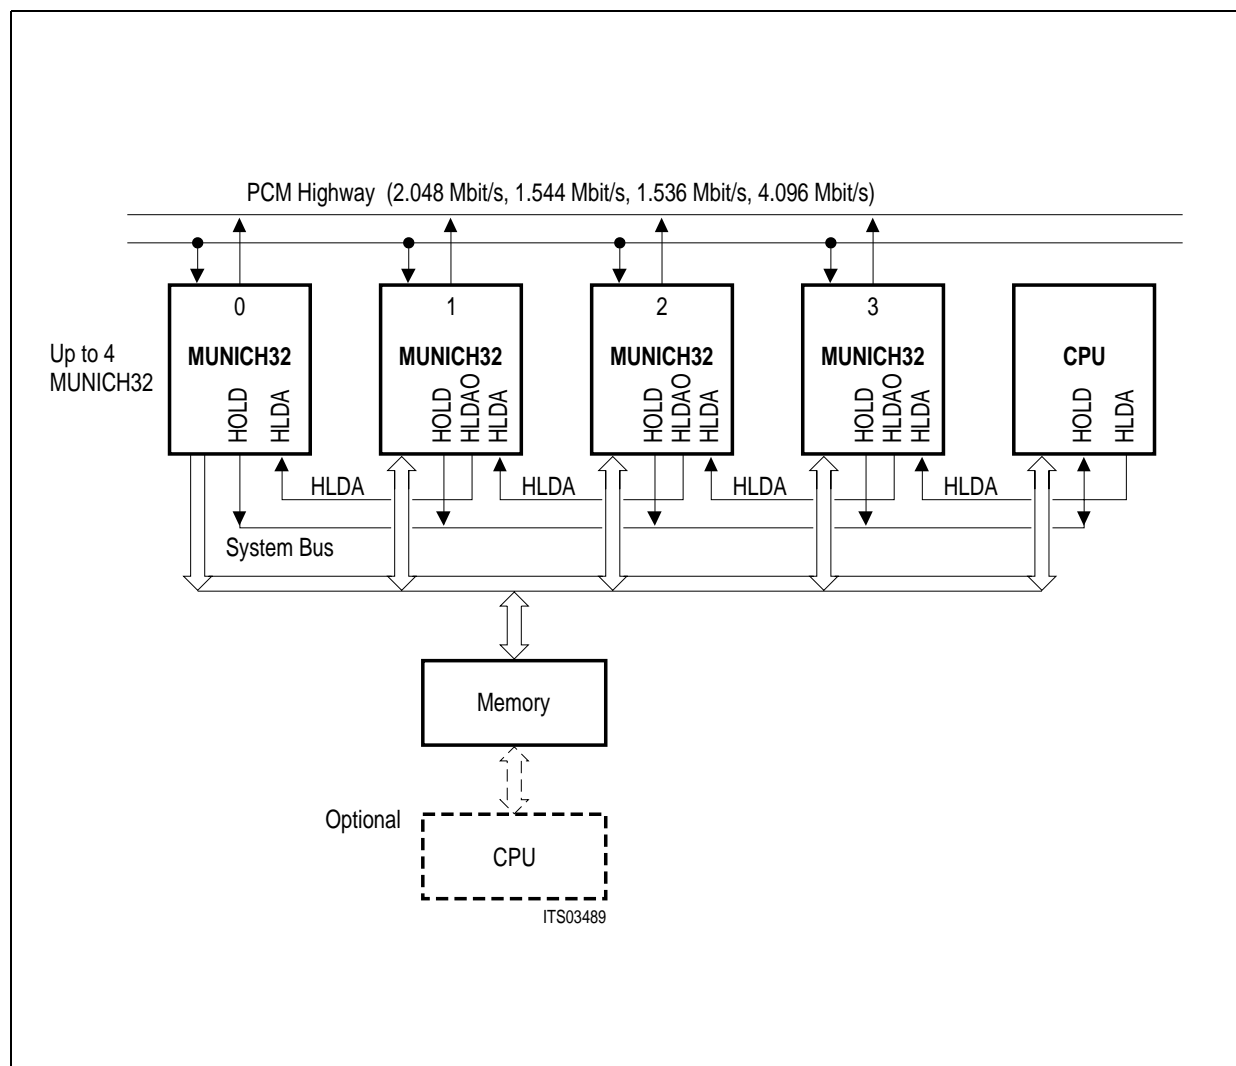 PCM Highway (2.048 Mbit/s, 1.544 Mbit/s, 1.536 Mbit/s, 4.096 Mbit/s)
0
1
2
3
Up to 4
MUNICH32
MUNICH32
MUNICH32
MUNICH32
MUNICH32
CPU
HOLD
HLDA
HOLD
HLDAO
HLDA
HOLD
HLDAO
HLDA
HOLD
HLDAO
HLDA
HOLD
HLDA
HLDA
HLDA
HLDA
HLDA
System Bus
Memory
Optional
CPU
ITS03489